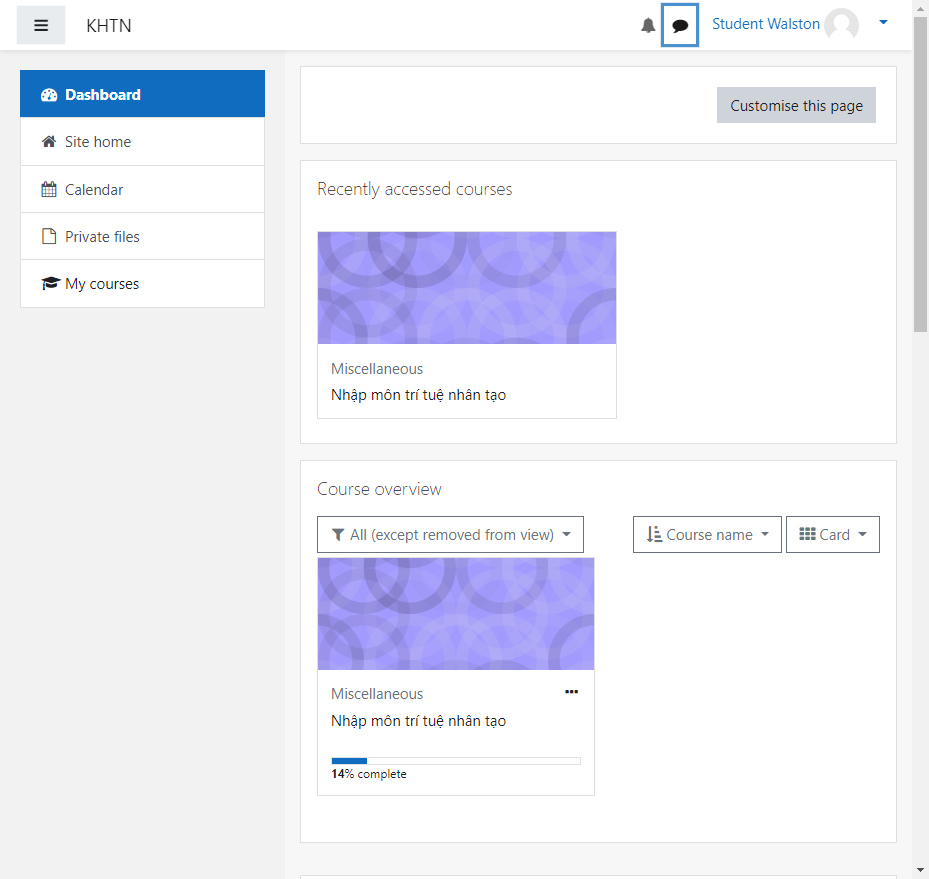 KHTN
Student Walston
Dashboard
Site home
Calendar
Private files
My courses
Customise this page
Recently accessed courses
Miscellaneous
Nhập môn trí tuệ nhân tạo
Course overview
All (except removed from view)
Course name
Card
Miscellaneous
Nhập môn trí tuệ nhân tạo
14% complete